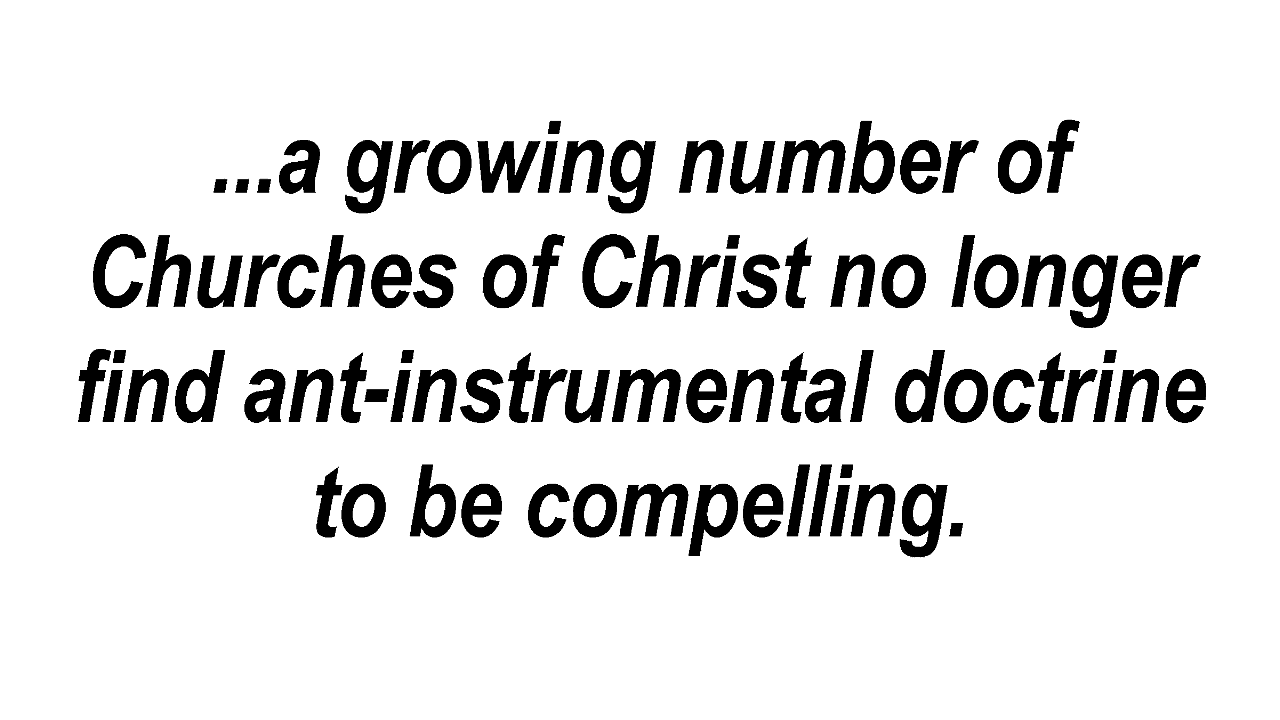 ...a growing number of
Churches of Christ no longer
find ant-instrumental doctrine
to be compelling.